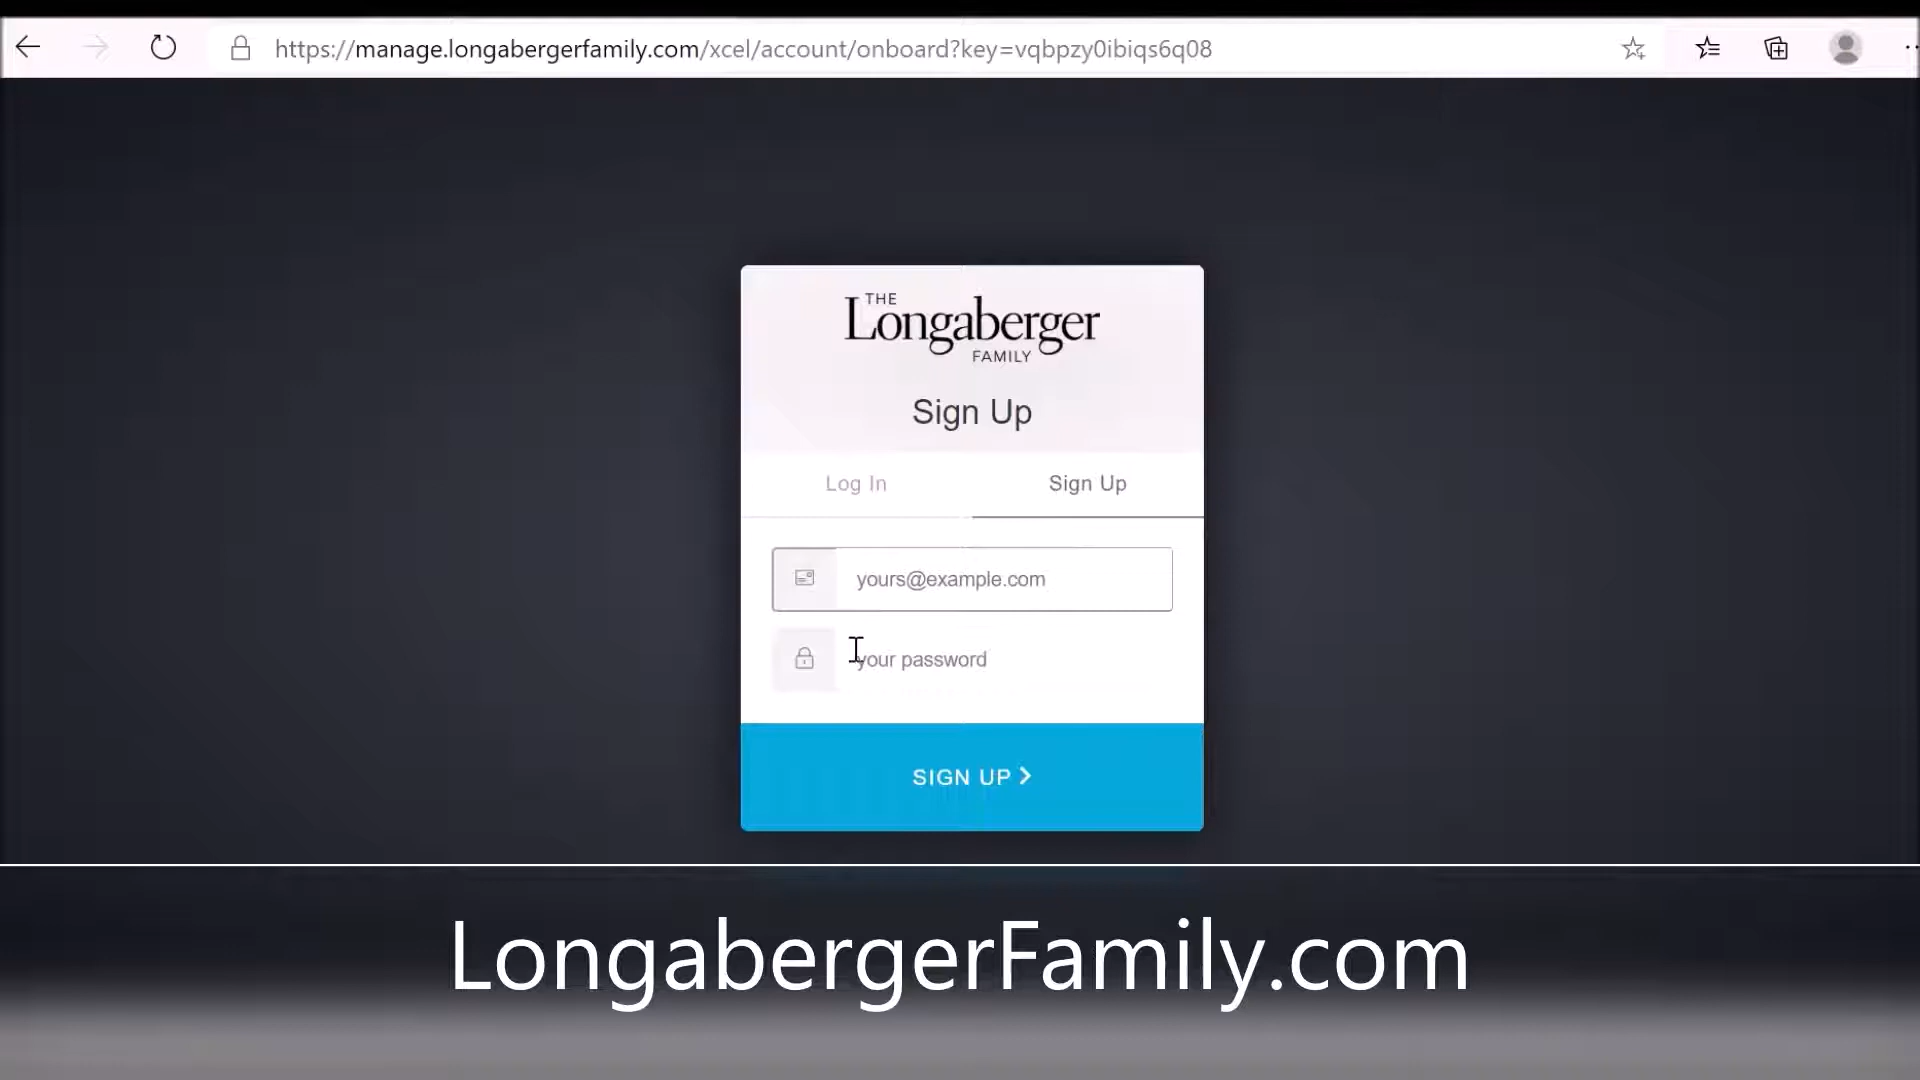 https://manage.longabergerfamily.com/xcel/account/onboard?key=vqbpzy0ibiqs6q08
THE
Longaberger
FAMILY
Sign Up
Log In Sign Up
yours@example.com
your password
SIGN UP
LongabergerFamily.com